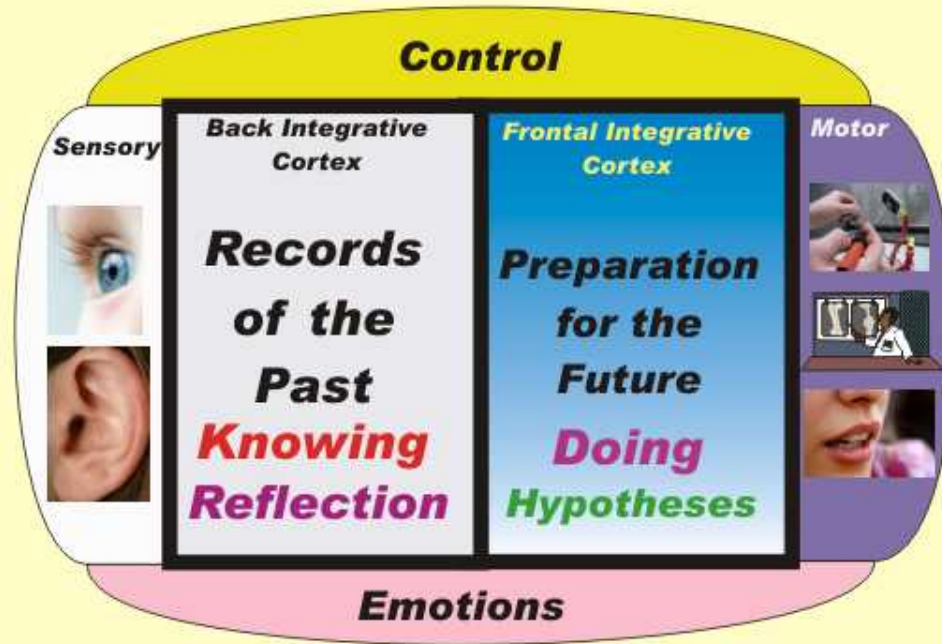 Control
Sensory
Back Integrative
Cortex
Records
of the
Past
Knowing
Reflection
Frontal Integrative
Cortex
Preparation
for the
Future
Doing
Hypotheses
Motor
Emotions